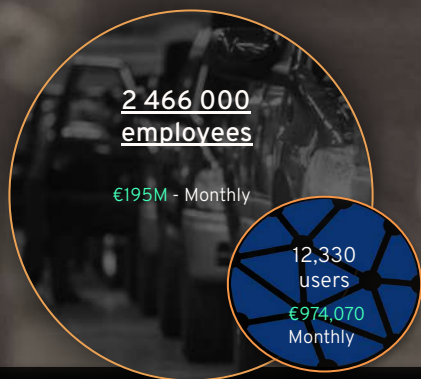 2 466 000
employees
€195M - Monthly
12,330
users
€974,070
Monthly